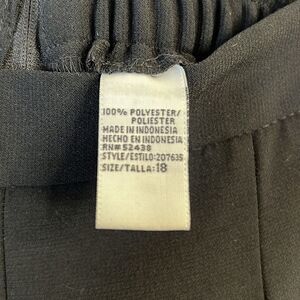 100% POLYESTER/
POLIESTER
MADE IN INDONESIA
HECHO EN INDONESIA
RN# 52438
STYLE/ESTILO:207635
SIZE/TALLA: 18